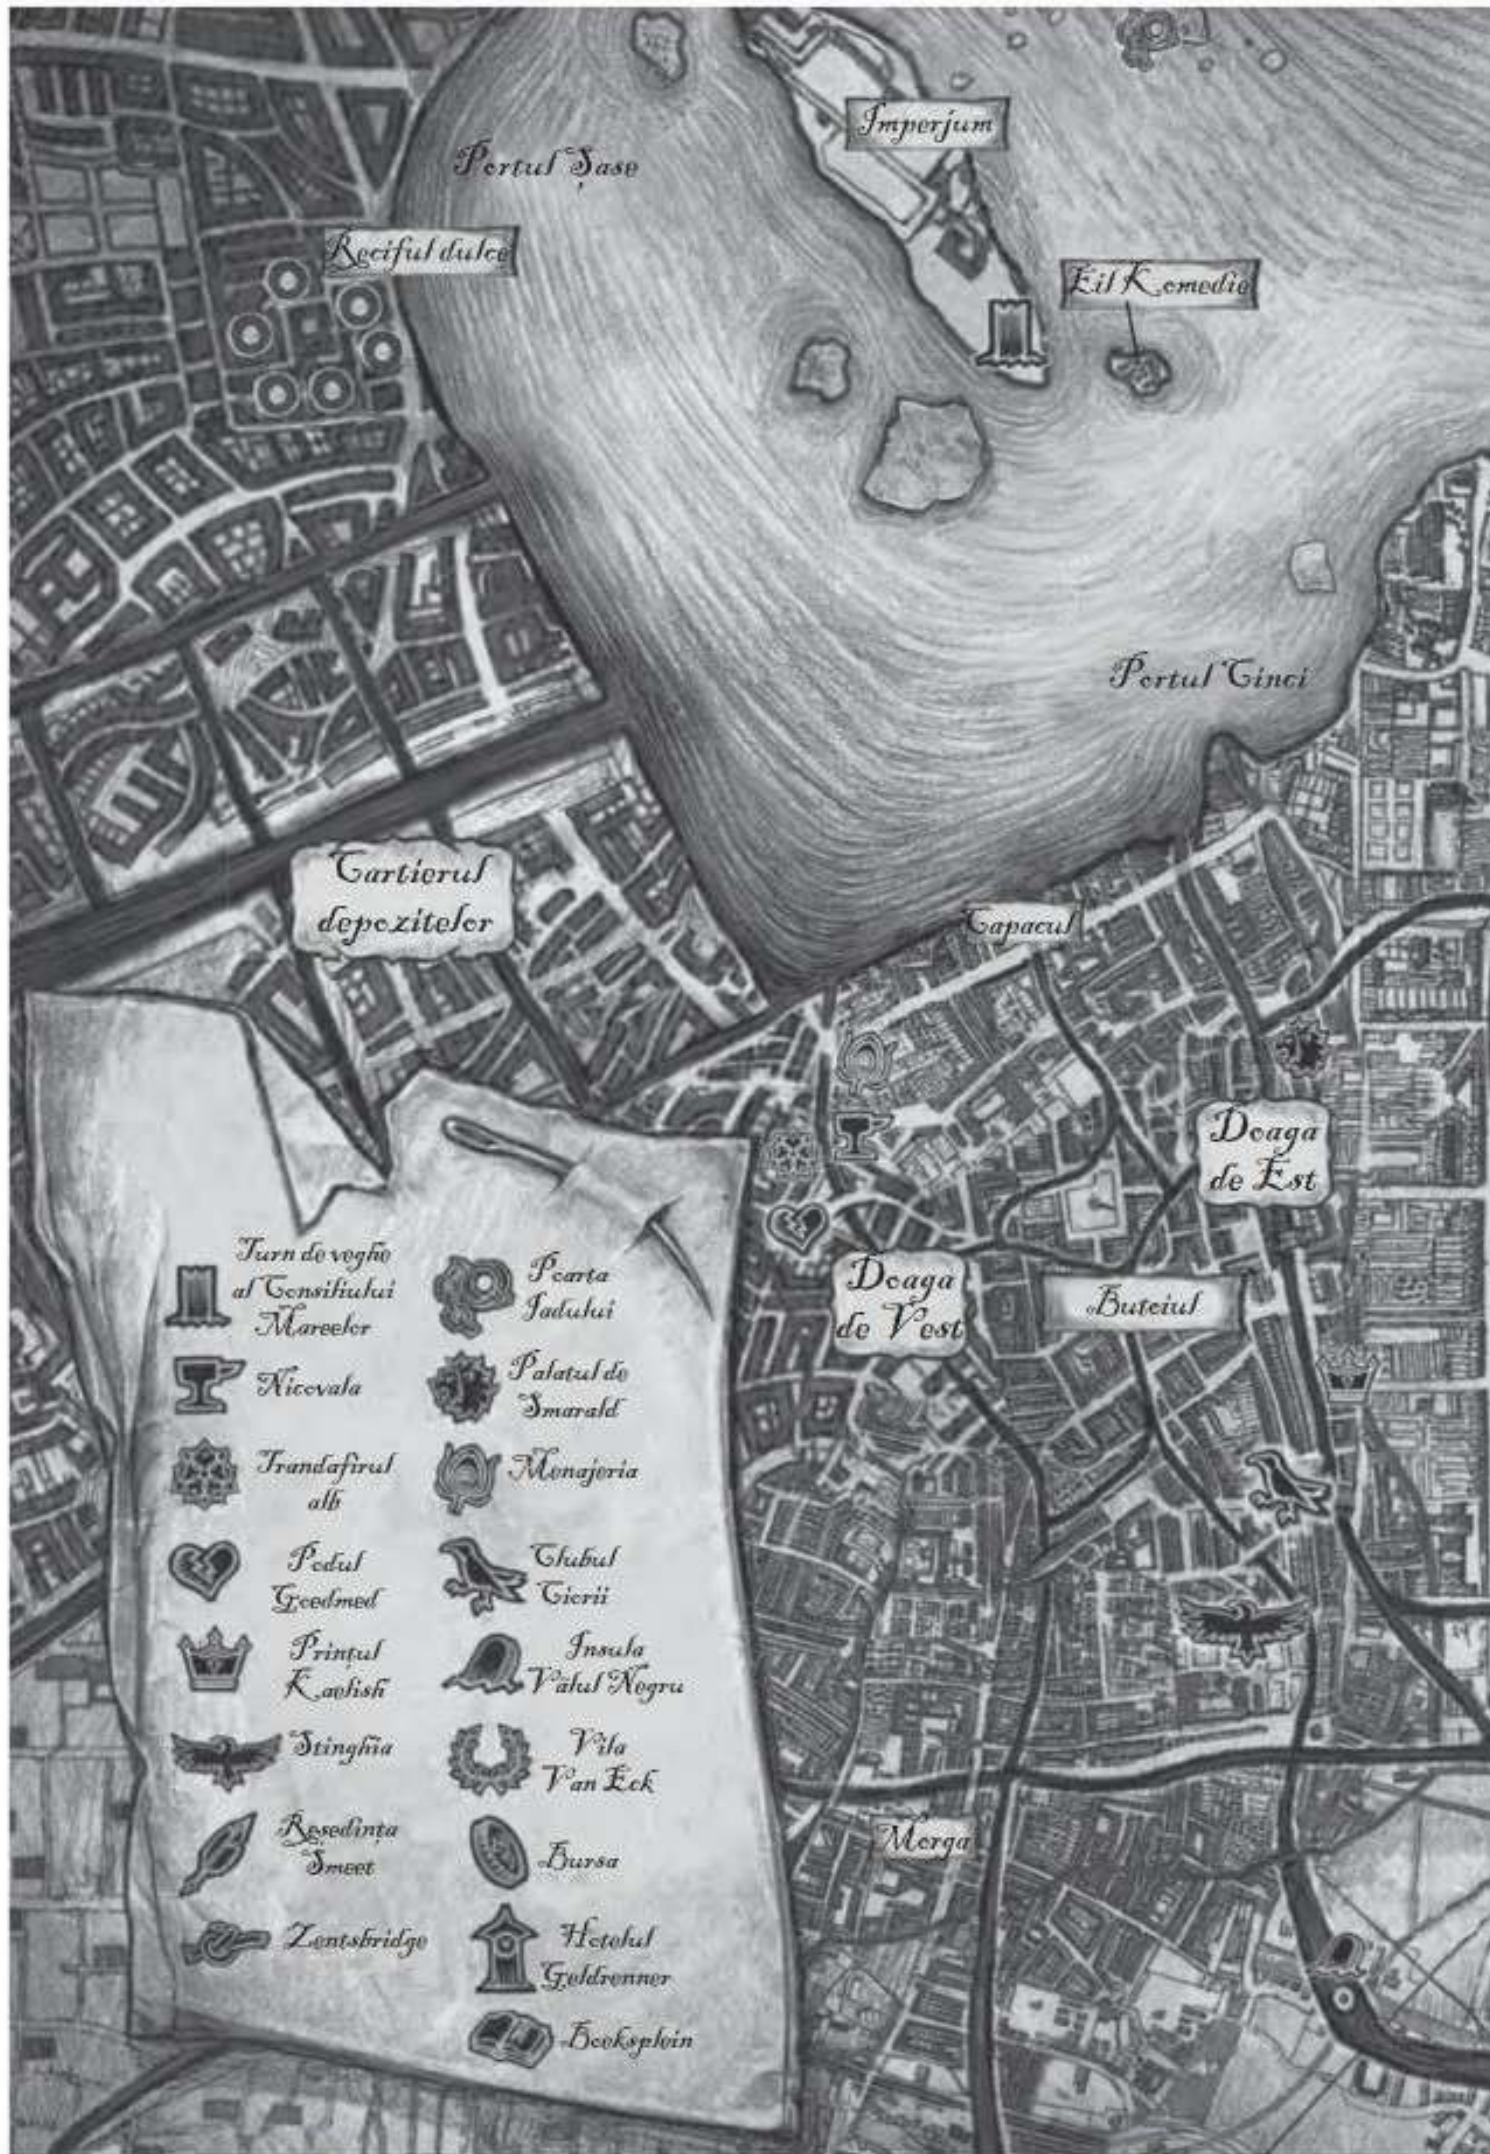 Imperjum
Portul Șase
Reciful dulce
Eil Komedie
Portul Cinci
Cartierul
depozitelor
Capacul
Doaga
de Est
Doaga
de Vest
Butoiul
Morga
Turn de veghe
al Consiliului
Mareelor
Nicovala
Trandafirul
alb
Podul
Goedmed
Prințul
Kaelish
Stinghia
Reședința
Smeet
Zentsbridge
Poarta
Iadului
Palatul de
Smarald
Menajeria
Clubul
Ciorii
Insula
Vălul Negru
Vila
Van Eck
Bursa
Hotelul
Geldrenner
Boeksplein